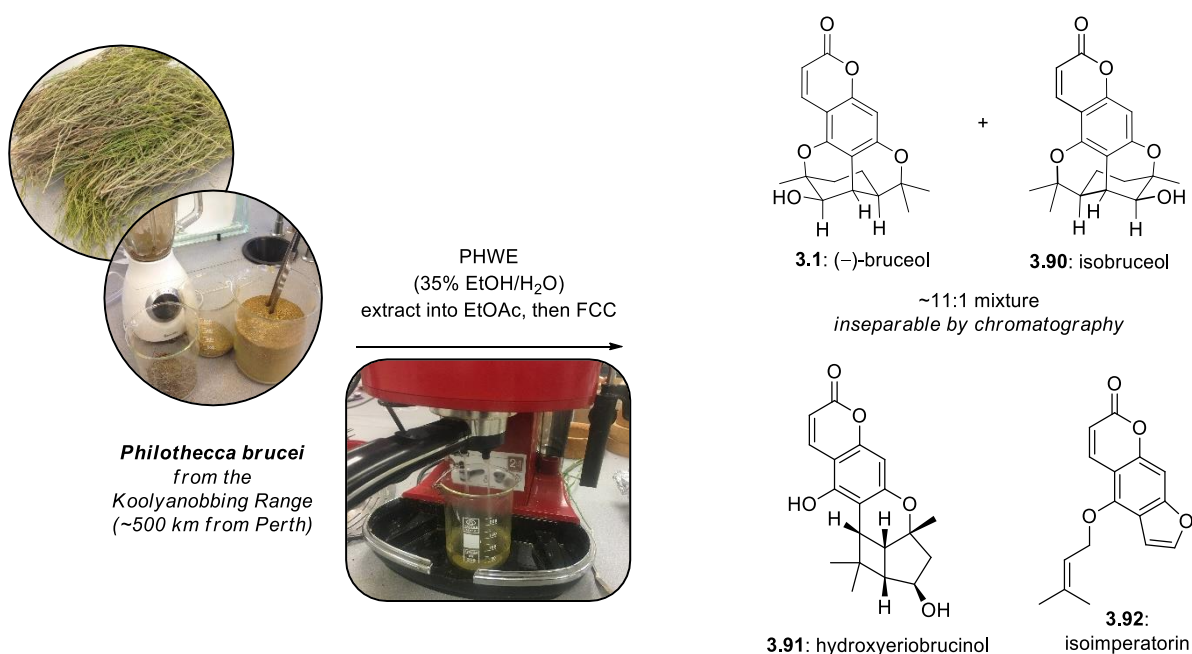 Philothecca brucei
from the
Koolyanobbing Range
(~500 km from Perth)
PHWE
(35% EtOH/H₂O)
extract into EtOAc, then FCC
O
O
O
O
HO
H
H
H
3.1: (−)-bruceol
+
O
O
O
O
OH
H
H
H
3.90: isobruceol
~11:1 mixture
inseparable by chromatography
O
O
HO
O
H
H
H
OH
3.91: hydroxyeriobrucinol
O
O
O
O
3.92:
isoimperatorin